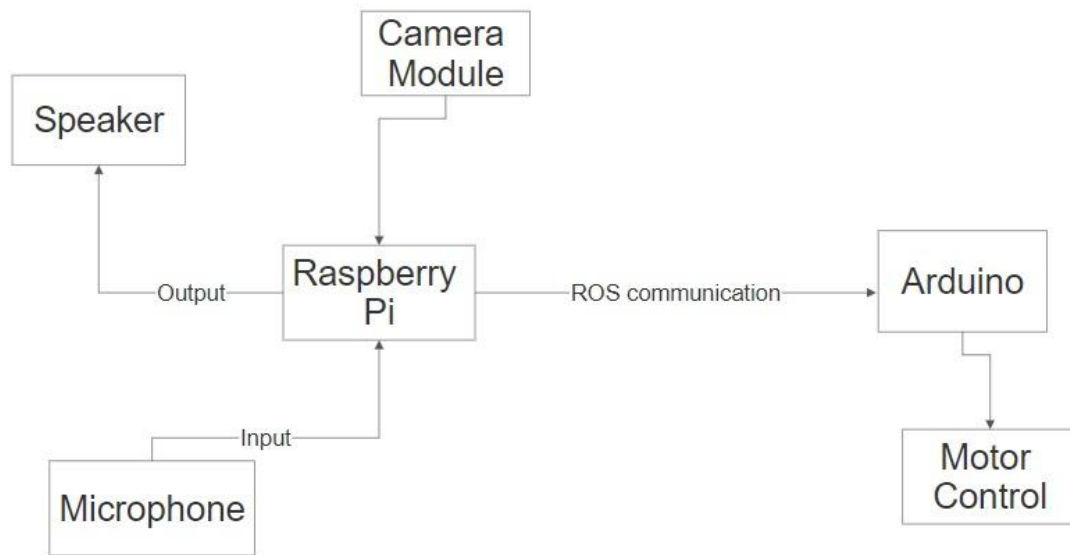 Camera
Module
Speaker
Raspberry
Pi
Output
ROS communication
Arduino
Input
Microphone
Motor
Control